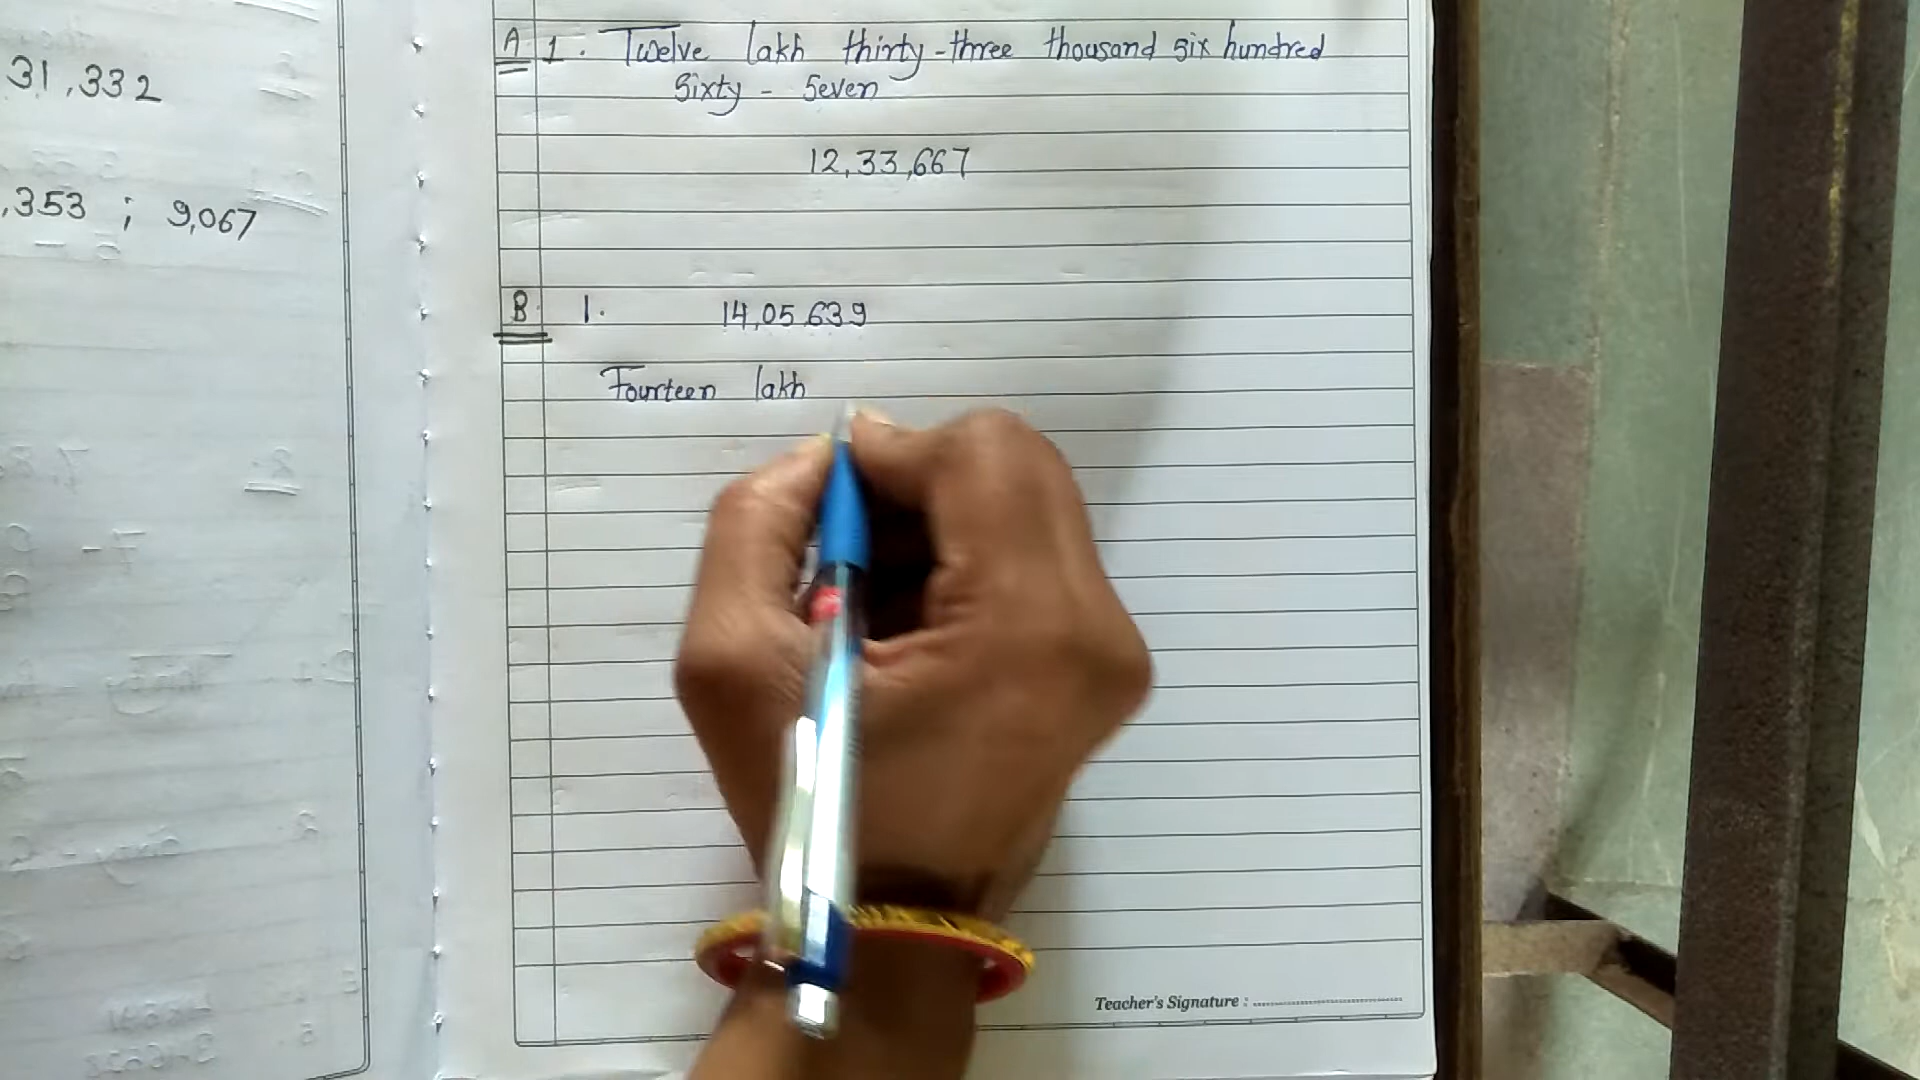 31,332
,353 ; 9,067
A 1. Twelve lakh thirty-three thousand six hundred
Sixty - Seven
12,33,667
B 1. 14,05,639
Fourteen lakh
Teacher's Signature :